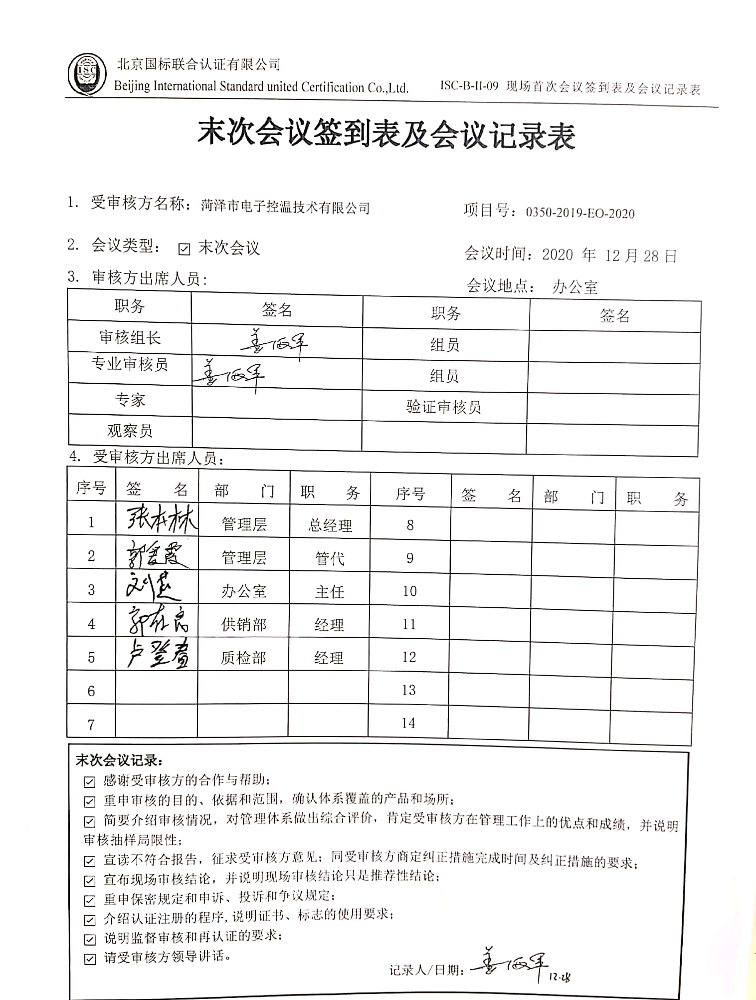 北京国标联合认证有限公司
Beijing International Standard united Certification Co.,Ltd. ISC-B-II-09 现场首次会议签到表及会议记录表
ISC
末次会议签到表及会议记录表
1. 受审核方名称：菏泽市电子控温技术有限公司 项目号：0350-2019-EO-2020
2. 会议类型：☑ 末次会议 会议时间：2020 年 12月28日
3. 审核方出席人员： 会议地点： 办公室
职务 签名 职务 签名
审核组长 姜海军 组员
专业审核员 姜海军 组员
专家 验证审核员
观察员
4. 受审核方出席人员：
序号 签 名 部 门 职 务 序号 签 名 部 门 职 务
1 张本林 管理层 总经理 8
2 郭爱霞 管理层 管代 9
3 刘慧 办公室 主任 10
4 郭存良 供销部 经理 11
5 卢登 质检部 经理 12
6 13
7 14
末次会议记录：
☑ 感谢受审核方的合作与帮助；
☑ 重申审核的目的、依据和范围，确认体系覆盖的产品和场所；
☑ 简要介绍审核情况，对管理体系做出综合评价，肯定受审核方在管理工作上的优点和成绩，并说明
审核抽样局限性；
☑ 宣读不符合报告，征求受审核方意见；同受审核方商定纠正措施完成时间及纠正措施的要求；
☑ 宣布现场审核结论，并说明现场审核结论只是推荐性结论；
☑ 重申保密规定和申诉、投诉和争议规定；
☑ 介绍认证注册的程序,说明证书、标志的使用要求；
☑ 说明监督审核和再认证的要求；
☑ 请受审核方领导讲话。
记录人/日期：姜海军 12.28